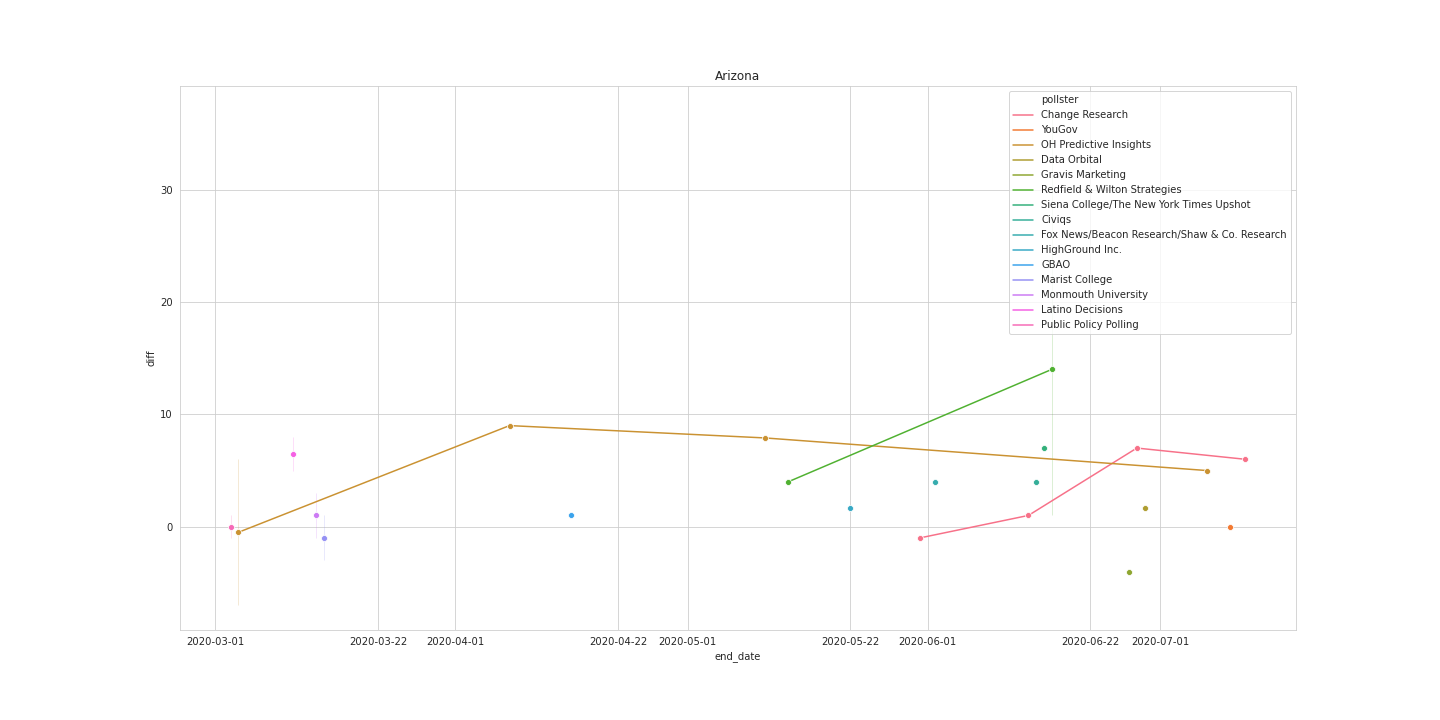 Arizona
pollster
Change Research
YouGov
OH Predictive Insights
Data Orbital
Gravis Marketing
Redfield & Wilton Strategies
Siena College/The New York Times Upshot
Civiqs
Fox News/Beacon Research/Shaw & Co. Research
HighGround Inc.
GBAO
Marist College
Monmouth University
Latino Decisions
Public Policy Polling
30
20
10
0
diff
2020-03-01 2020-03-22 2020-04-01 2020-04-22 2020-05-01 2020-05-22 2020-06-01 2020-06-22 2020-07-01
end_date